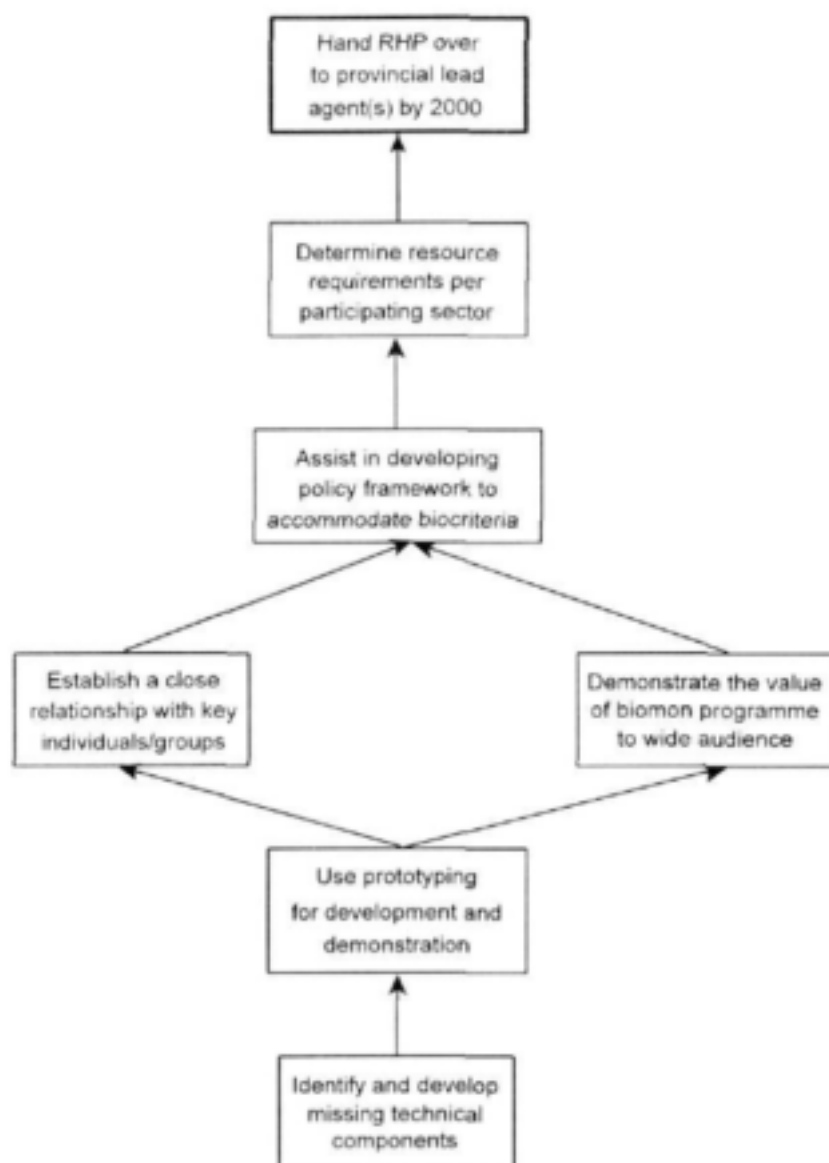 Hand RHP over
to provincial lead
agent(s) by 2000
Determine resource
requirements per
participating sector
Assist in developing
policy framework to
accommodate biocriteria
Establish a close
relationship with key
individuals/groups
Demonstrate the value
of biomon programme
to wide audience
Use prototyping
for development and
demonstration
Identify and develop
missing technical
components